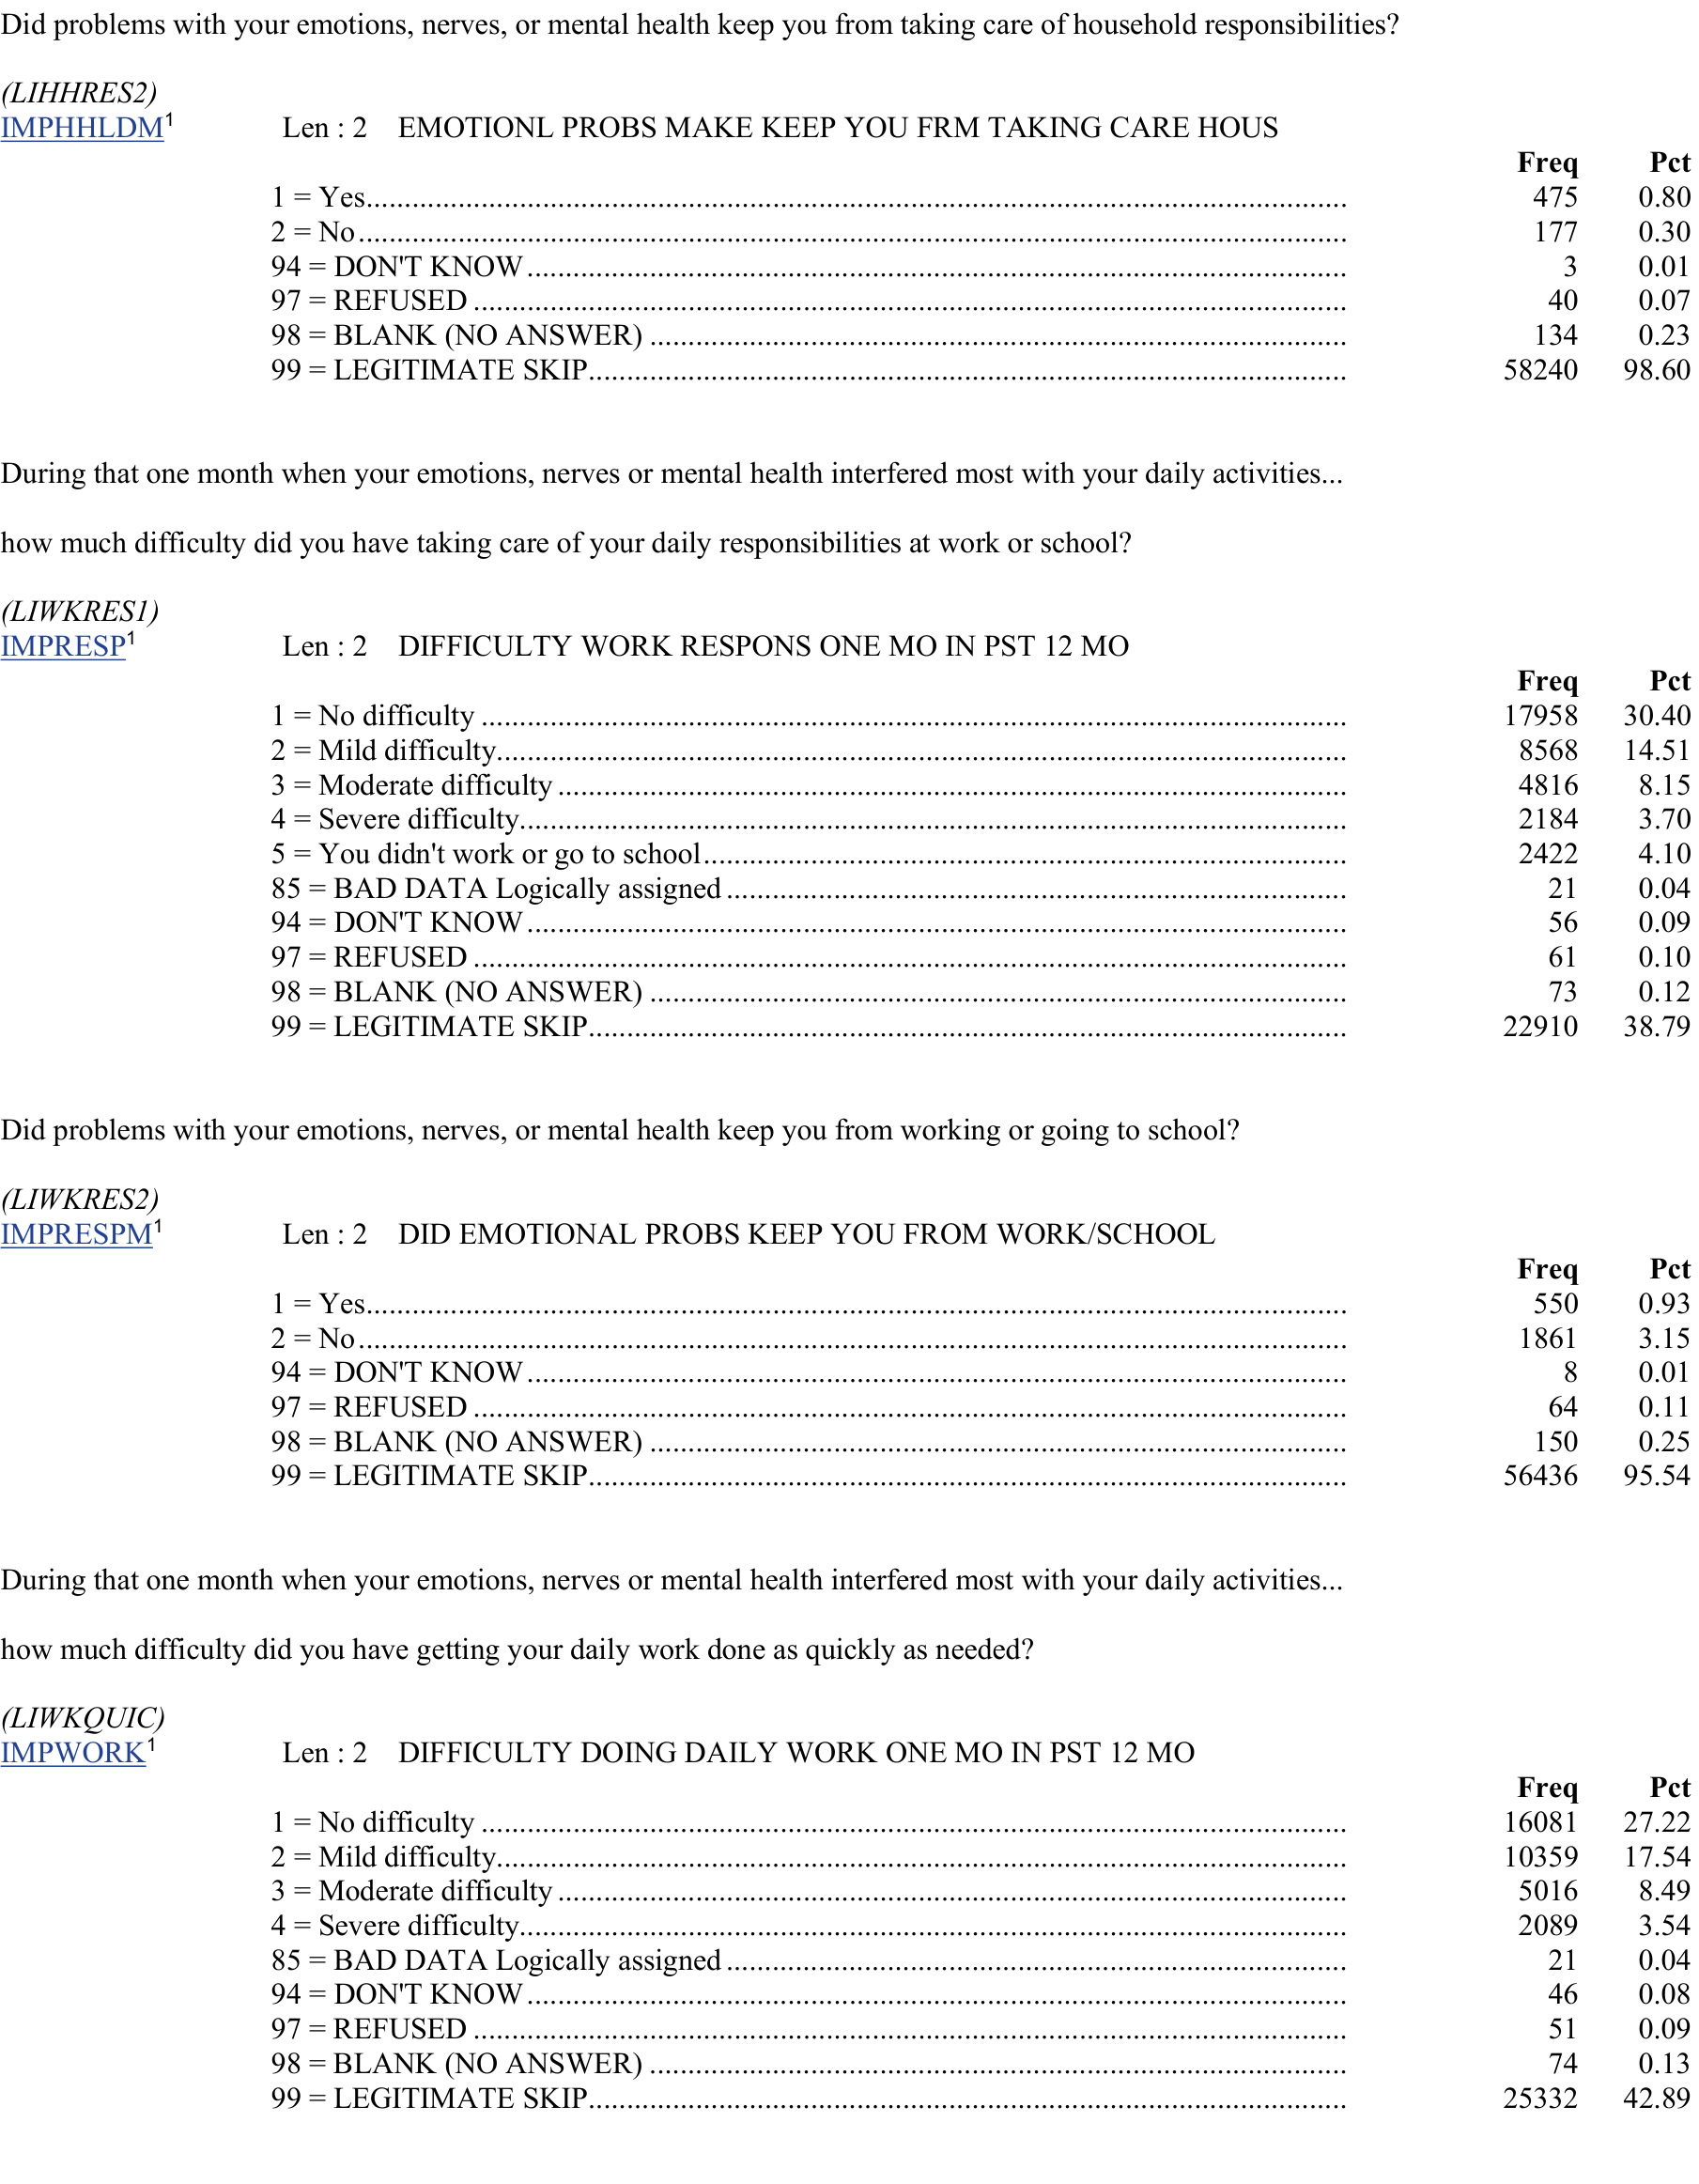 Did problems with your emotions, nerves, or mental health keep you from taking care of household responsibilities?
(LIHHRES2)
IMPHHLDM¹ Len : 2 EMOTIONL PROBS MAKE KEEP YOU FRM TAKING CARE HOUS
Freq Pct
1 = Yes.......... 475 0.80
2 = No.......... 177 0.30
94 = DON'T KNOW.......... 3 0.01
97 = REFUSED.......... 40 0.07
98 = BLANK (NO ANSWER).......... 134 0.23
99 = LEGITIMATE SKIP.......... 58240 98.60
During that one month when your emotions, nerves or mental health interfered most with your daily activities...
how much difficulty did you have taking care of your daily responsibilities at work or school?
(LIWKRES1)
IMPRESP¹ Len : 2 DIFFICULTY WORK RESPONS ONE MO IN PST 12 MO
Freq Pct
1 = No difficulty.......... 17958 30.40
2 = Mild difficulty.......... 8568 14.51
3 = Moderate difficulty.......... 4816 8.15
4 = Severe difficulty.......... 2184 3.70
5 = You didn't work or go to school.......... 2422 4.10
85 = BAD DATA Logically assigned.......... 21 0.04
94 = DON'T KNOW.......... 56 0.09
97 = REFUSED.......... 61 0.10
98 = BLANK (NO ANSWER).......... 73 0.12
99 = LEGITIMATE SKIP.......... 22910 38.79
Did problems with your emotions, nerves, or mental health keep you from working or going to school?
(LIWKRES2)
IMPRESPM¹ Len : 2 DID EMOTIONAL PROBS KEEP YOU FROM WORK/SCHOOL
Freq Pct
1 = Yes.......... 550 0.93
2 = No.......... 1861 3.15
94 = DON'T KNOW.......... 8 0.01
97 = REFUSED.......... 64 0.11
98 = BLANK (NO ANSWER).......... 150 0.25
99 = LEGITIMATE SKIP.......... 56436 95.54
During that one month when your emotions, nerves or mental health interfered most with your daily activities...
how much difficulty did you have getting your daily work done as quickly as needed?
(LIWKQUIC)
IMPWORK¹ Len : 2 DIFFICULTY DOING DAILY WORK ONE MO IN PST 12 MO
Freq Pct
1 = No difficulty.......... 16081 27.22
2 = Mild difficulty.......... 10359 17.54
3 = Moderate difficulty.......... 5016 8.49
4 = Severe difficulty.......... 2089 3.54
85 = BAD DATA Logically assigned.......... 21 0.04
94 = DON'T KNOW.......... 46 0.08
97 = REFUSED.......... 51 0.09
98 = BLANK (NO ANSWER).......... 74 0.13
99 = LEGITIMATE SKIP.......... 25332 42.89